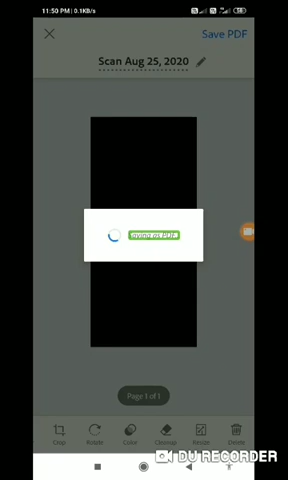 11:50 PM | 0.1KB/s
Save PDF
Scan Aug 25, 2020
Saving as PDF...
Page 1 of 1
Crop Rotate Color Cleanup Resize Delete
DU RECORDER